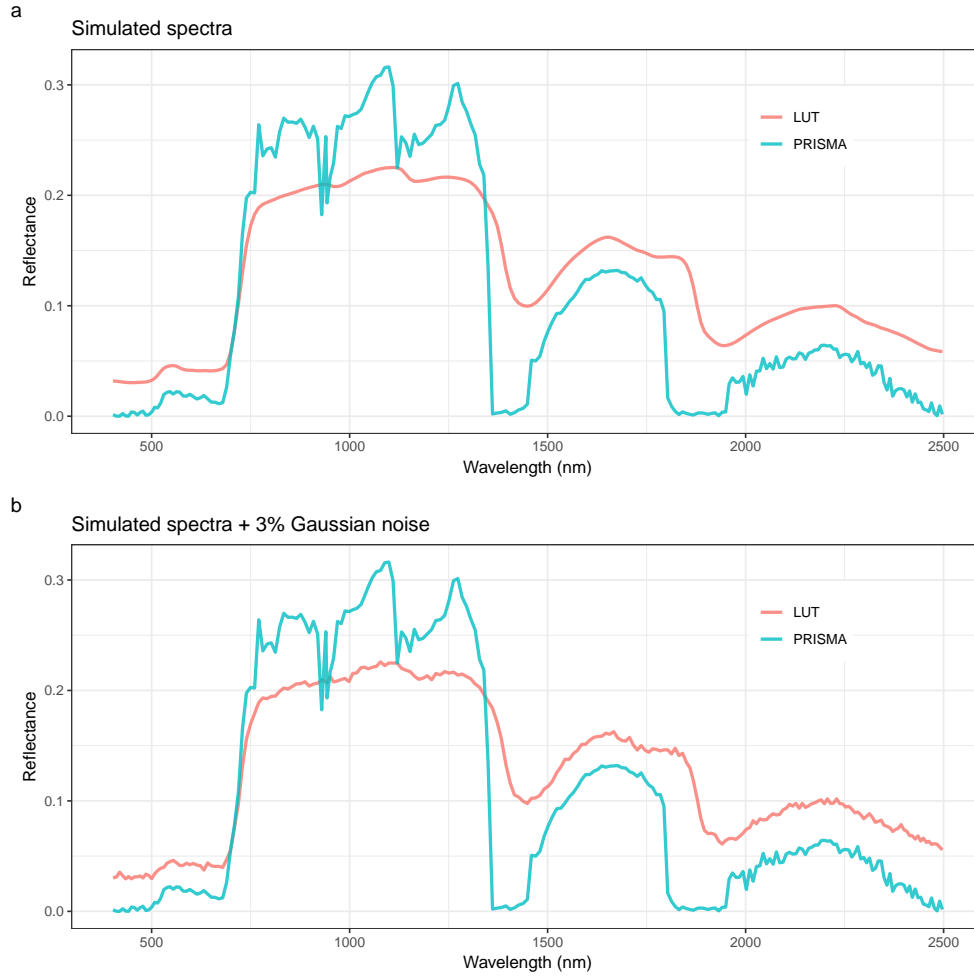 a
Simulated spectra
0.3
0.2
0.1
0.0
Reflectance
LUT
PRISMA
500 1000 1500 2000 2500
Wavelength (nm)
b
Simulated spectra + 3% Gaussian noise
0.3
0.2
0.1
0.0
Reflectance
LUT
PRISMA
500 1000 1500 2000 2500
Wavelength (nm)